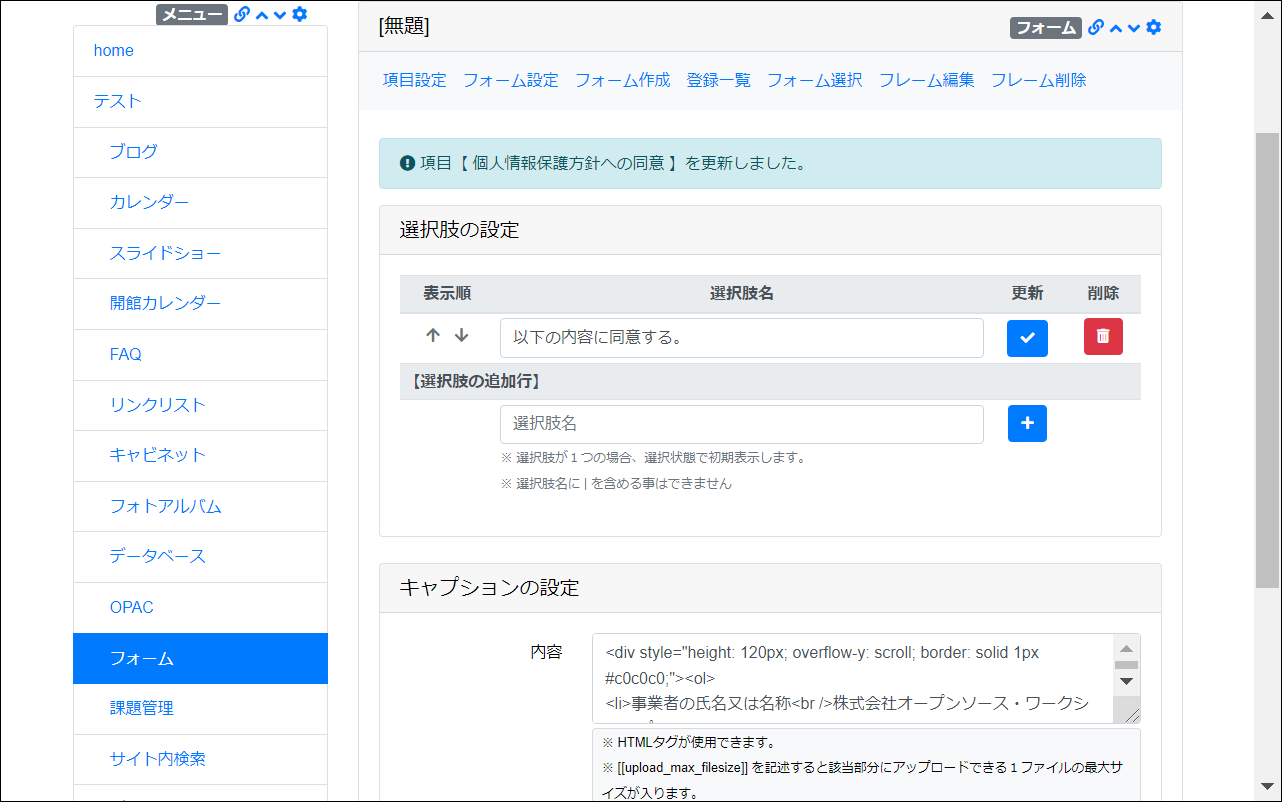 メニュー
home
テスト
ブログ
カレンダー
スライドショー
開館カレンダー
FAQ
リンクリスト
キャビネット
フォトアルバム
データベース
OPAC
フォーム
課題管理
サイト内検索
[無題]
フォーム
項目設定 フォーム設定 フォーム作成 登録一覧 フォーム選択 フレーム編集 フレーム削除
項目【 個人情報保護方針への同意 】を更新しました。
選択肢の設定
表示順 選択肢名 更新 削除
以下の内容に同意する。
【選択肢の追加行】
選択肢名
※ 選択肢が１つの場合、選択状態で初期表示します。
※ 選択肢名に | を含める事はできません
キャプションの設定
内容
<div style="height: 120px; overflow-y: scroll; border: solid 1px
#c0c0c0;"><ol>
<li>事業者の氏名又は名称<br />株式会社オープンソース・ワークシ
※ HTMLタグが使用できます。
※ [[upload_max_filesize]] を記述すると該当部分にアップロードできる１ファイルの最大サ
イズが入ります。